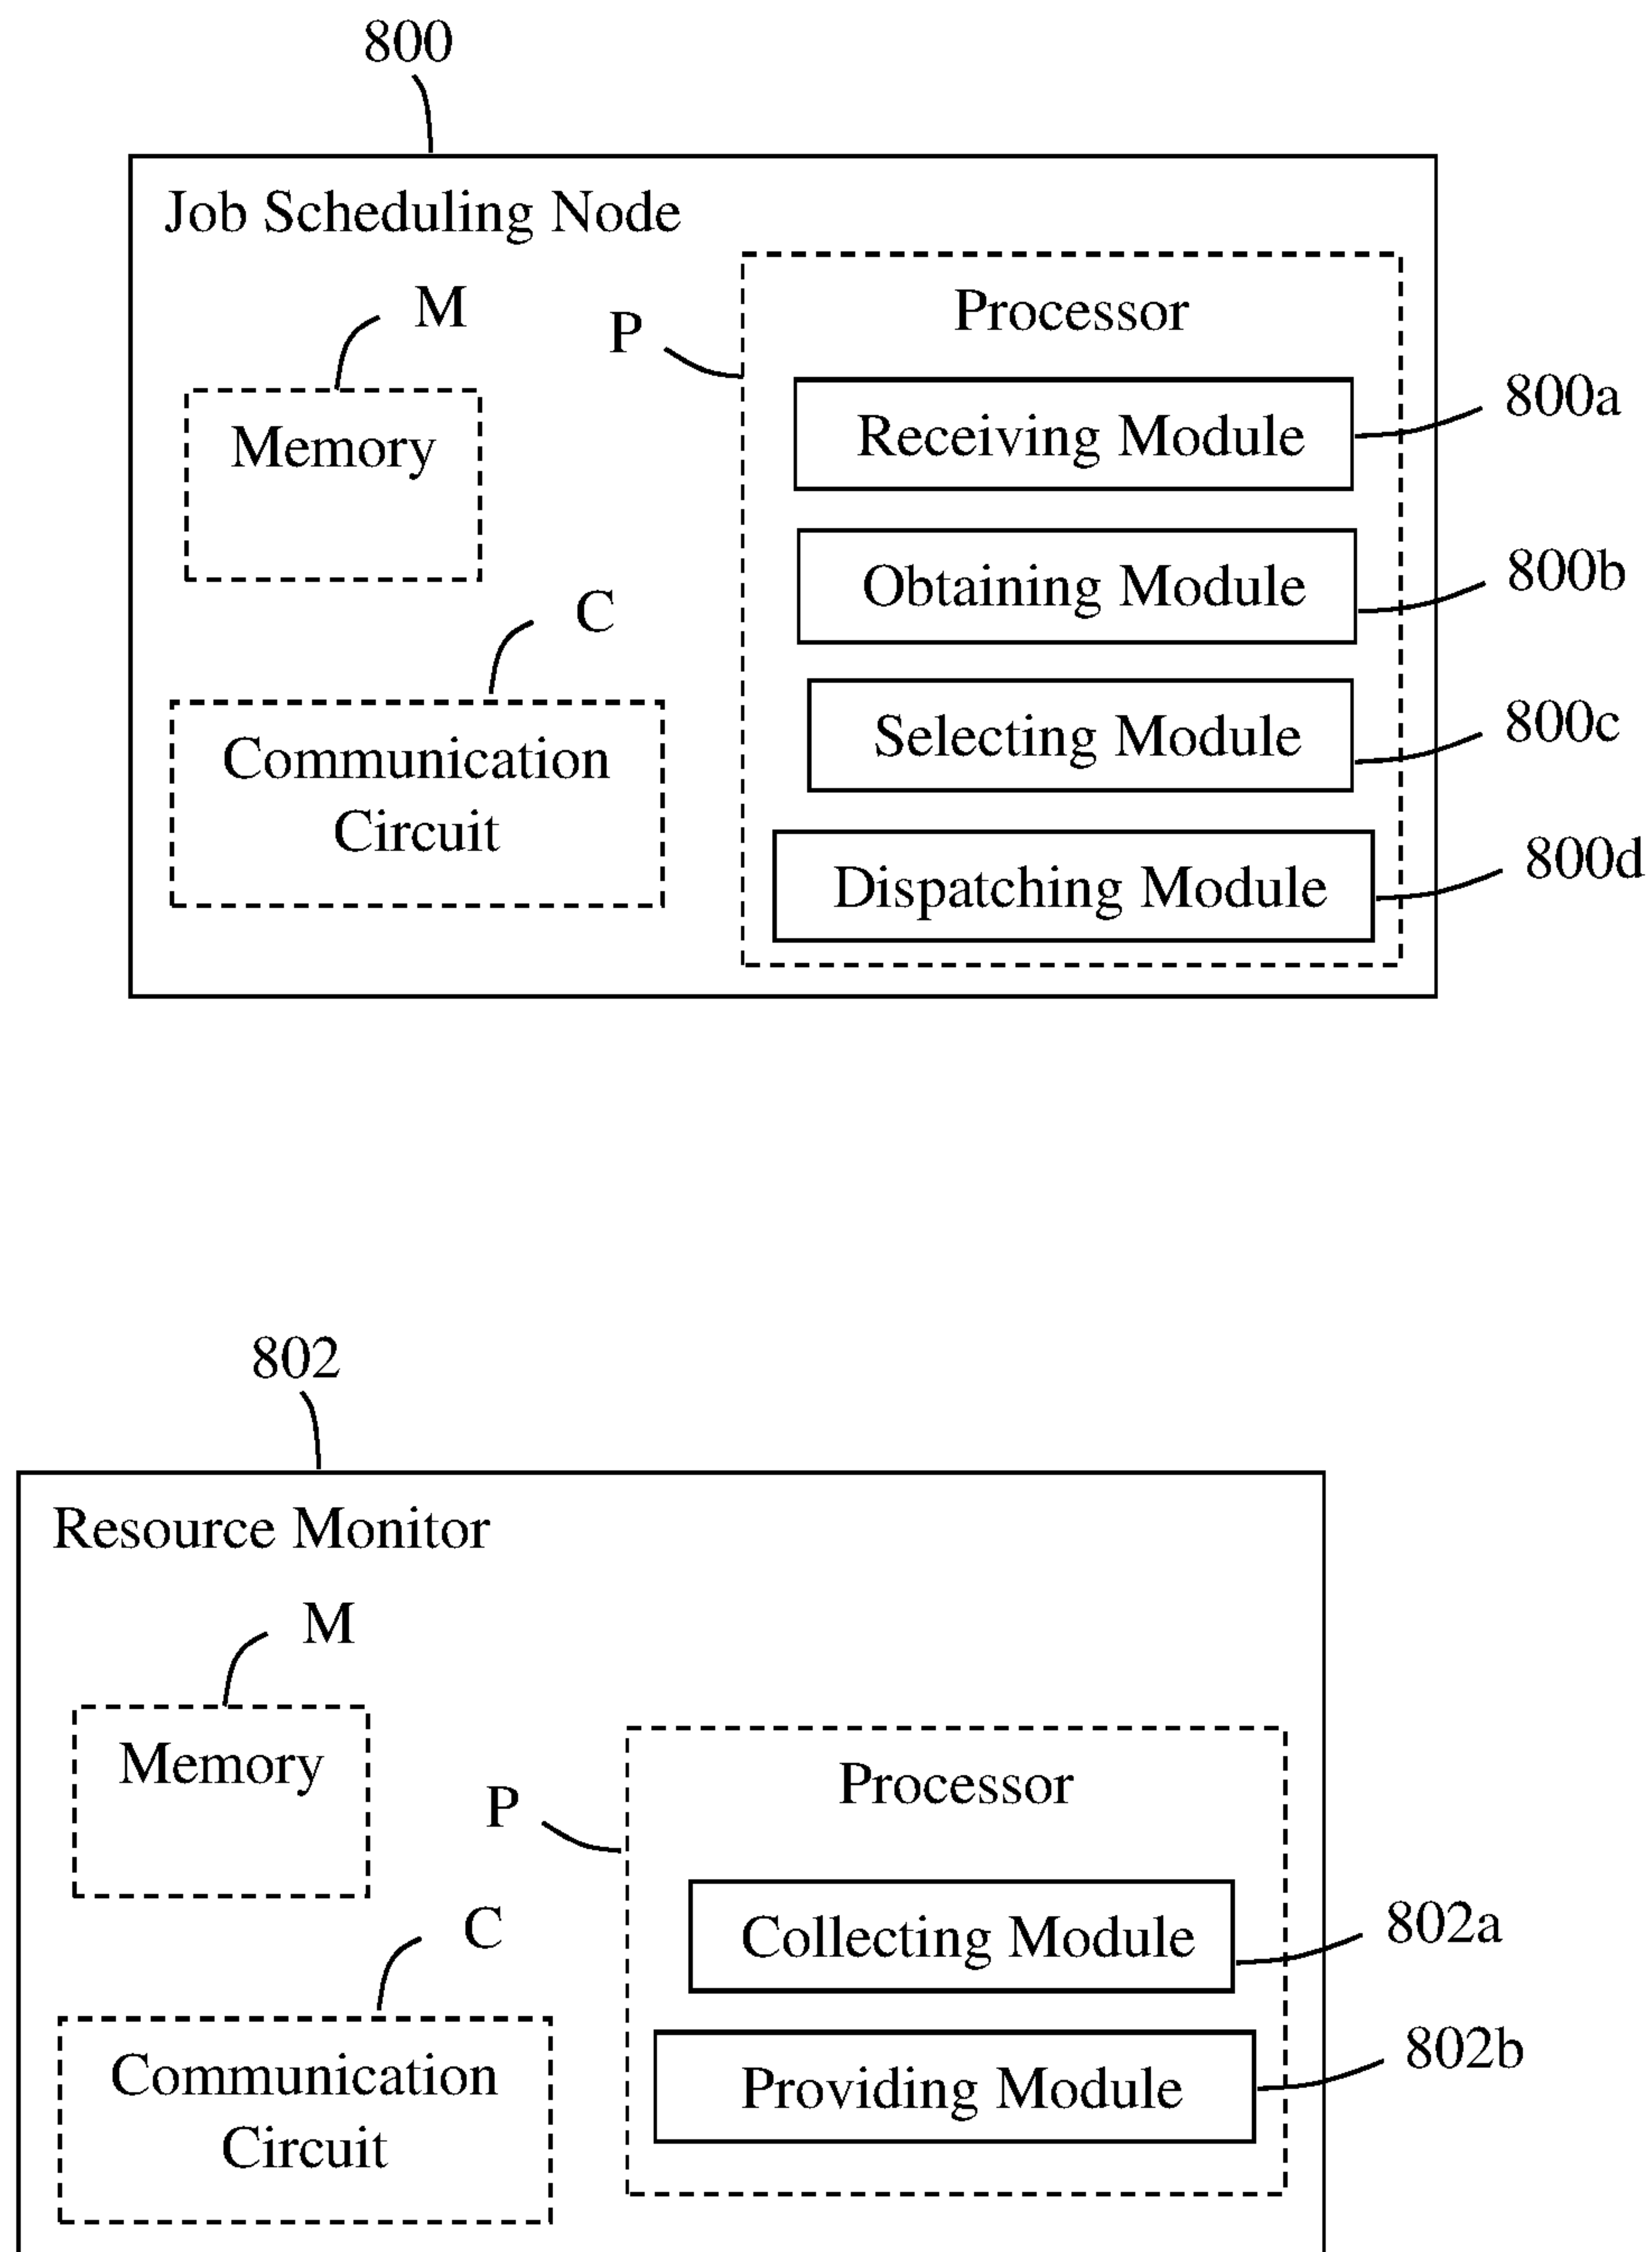 800
Job Scheduling Node
M
P
Processor
Memory
Receiving Module
800a
Obtaining Module
800b
C
Communication
Circuit
Selecting Module
800c
Dispatching Module
800d
802
Resource Monitor
M
Memory
P
Processor
C
Collecting Module
802a
Communication
Circuit
Providing Module
802b